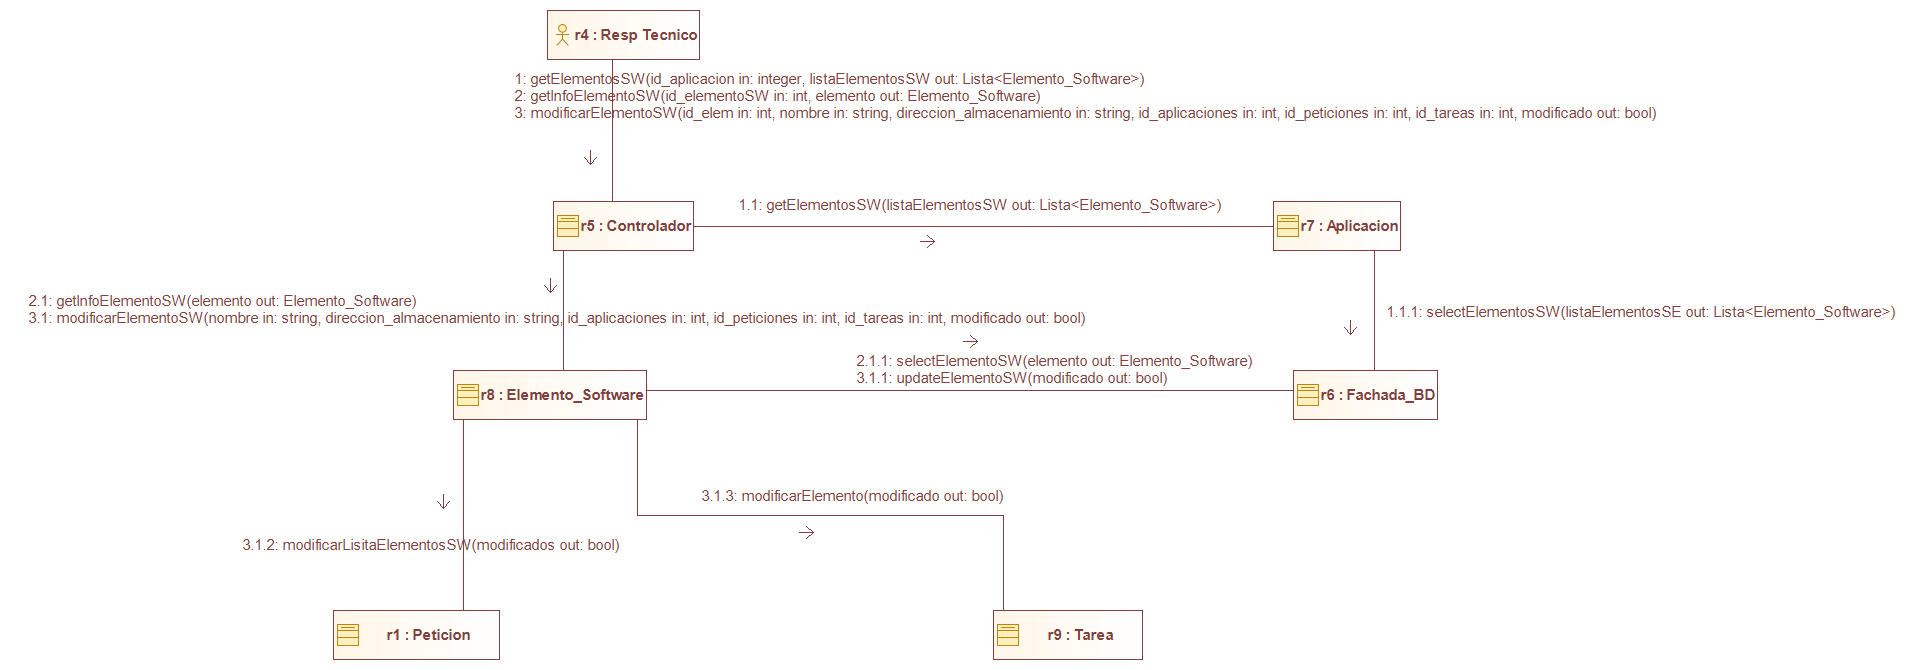 r4 : Resp Tecnico
1: getElementosSW(id_aplicacion in: integer, listaElementosSW out: Lista<Elemento_Software>)
2: getInfoElementoSW(id_elementoSW in: int, elemento out: Elemento_Software)
3: modificarElementoSW(id_elem in: int, nombre in: string, direccion_almacenamiento in: string, id_aplicaciones in: int, id_peticiones in: int, id_tareas in: int, modificado out: bool)
1.1: getElementosSW(listaElementosSW out: Lista<Elemento_Software>)
r5 : Controlador
r7 : Aplicacion
2.1: getInfoElementoSW(elemento out: Elemento_Software)
3.1: modificarElementoSW(nombre in: string, direccion_almacenamiento in: string, id_aplicaciones in: int, id_peticiones in: int, id_tareas in: int, modificado out: bool)
1.1.1: selectElementosSW(listaElementosSE out: Lista<Elemento_Software>)
2.1.1: selectElementoSW(elemento out: Elemento_Software)
3.1.1: updateElementoSW(modificado out: bool)
r8 : Elemento_Software
r6 : Fachada_BD
3.1.3: modificarElemento(modificado out: bool)
3.1.2: modificarLisitaElementosSW(modificados out: bool)
r1 : Peticion
r9 : Tarea